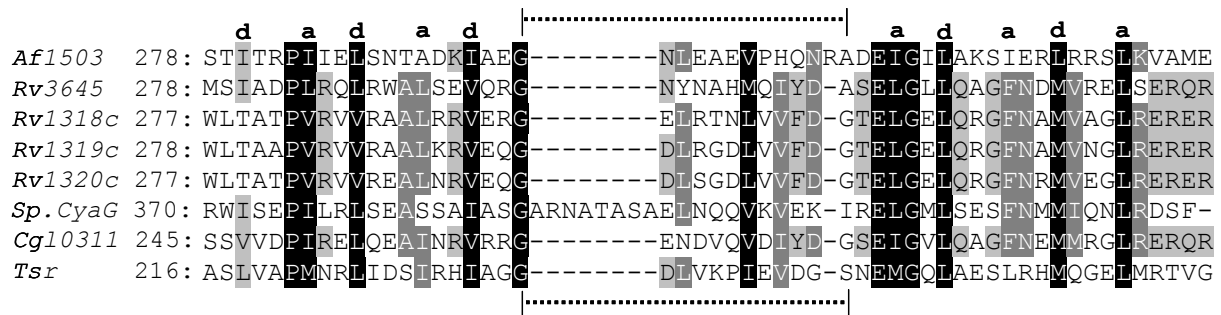 d a d a d a d a d a
Af1503 278: STITRPIIELSNTADKIAEG--------NLEAEVPHQNRADEIGILAKSIERLRRSLKVAME
Rv3645 278: MSIADPLRQLRWALSEVQRG--------NYNAHMQIYD-ASELGLLQAGFNDMVRELSERQR
Rv1318c 277: WLTATPVRVVRAALRRVERG--------ELRTNLVVFD-GTELGELQRGFNAMVAGLRERER
Rv1319c 278: WLTAAPVRVVRAALKRVEQG--------DLRGDLVVFD-GTELGELQRGFNAMVNGLRERER
Rv1320c 277: WLTATPVRVVREALNRVEQG--------DLSGDLVVFD-GTELGELQRGFNRMVEGLRERER
Sp.CyaG 370: RWISEPILRLSEASSAIASGARNATASAELNQQVKVEK-IRELGMLSESFNMMIQNLRDSF-
Cgl0311 245: SSVVDPIRELQEAINRVRRG--------ENDVQVDIYD-GSEIGVLQAGFNEMMRGLRERQR
Tsr 216: ASLVAPMNRLIDSIRHIAGG--------DLVKPIEVDG-SNEMGQLAESLRHMQGELMRTVG